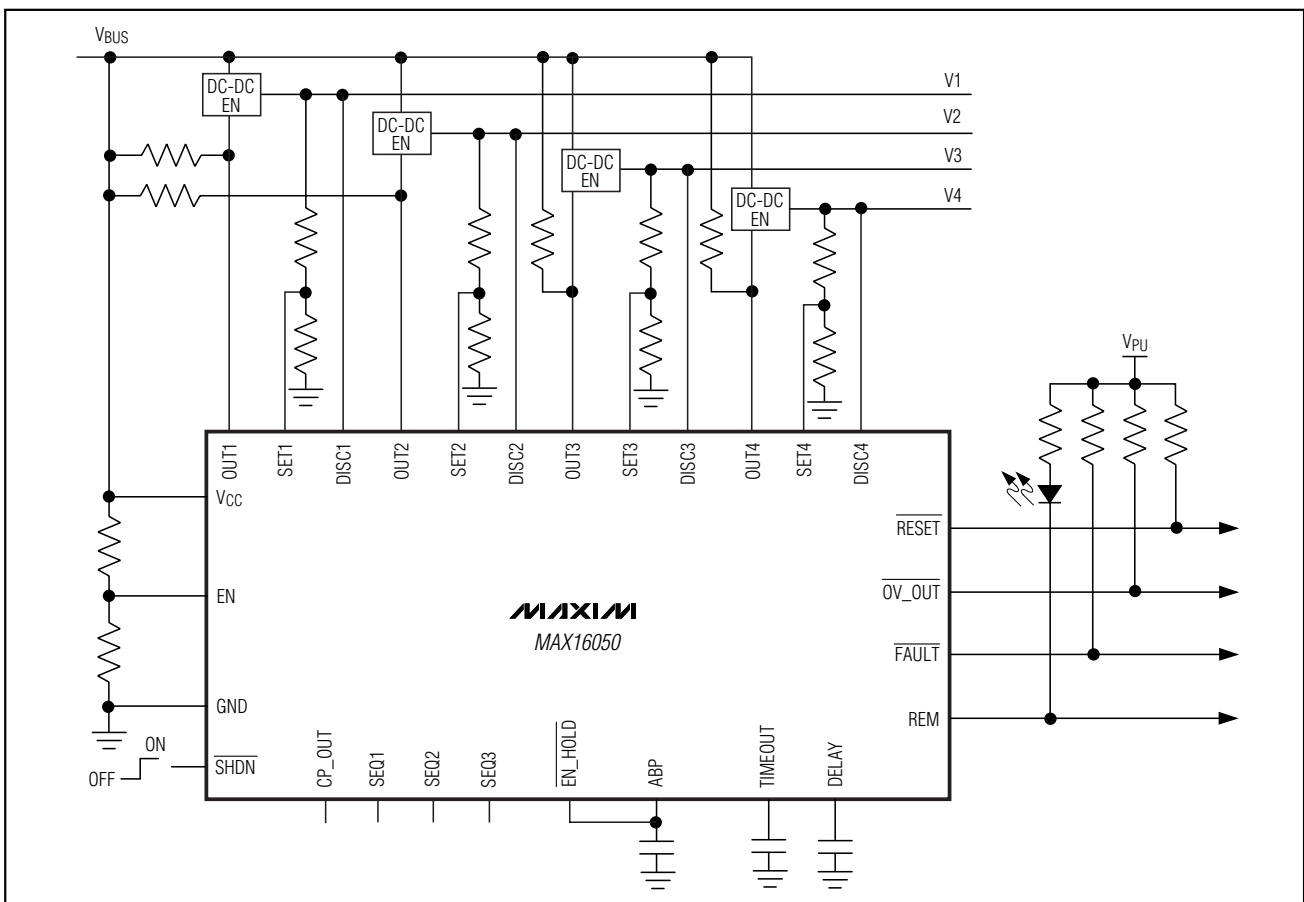 VBUS
DC-DC
EN
V1
DC-DC
EN
V2
DC-DC
EN
V3
DC-DC
EN
V4
VPU
OUT1
SET1
DISC1
OUT2
SET2
DISC2
OUT3
SET3
DISC3
OUT4
SET4
DISC4
VCC
RESET
EN
OV_OUT
MAXIM
MAX16050
FAULT
GND
REM
ON
OFF
SHDN
CP_OUT
SEQ1
SEQ2
SEQ3
EN_HOLD
ABP
TIMEOUT
DELAY